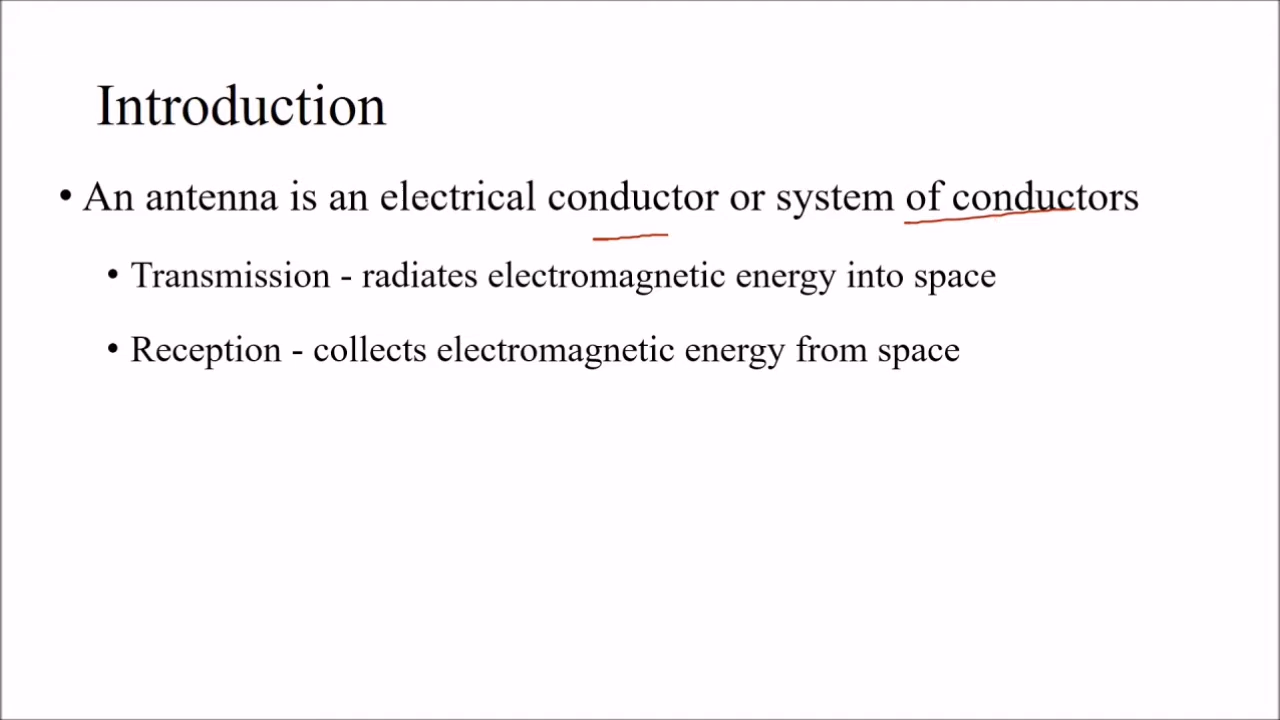 Introduction
• An antenna is an electrical conductor or system of conductors
• Transmission - radiates electromagnetic energy into space
• Reception - collects electromagnetic energy from space